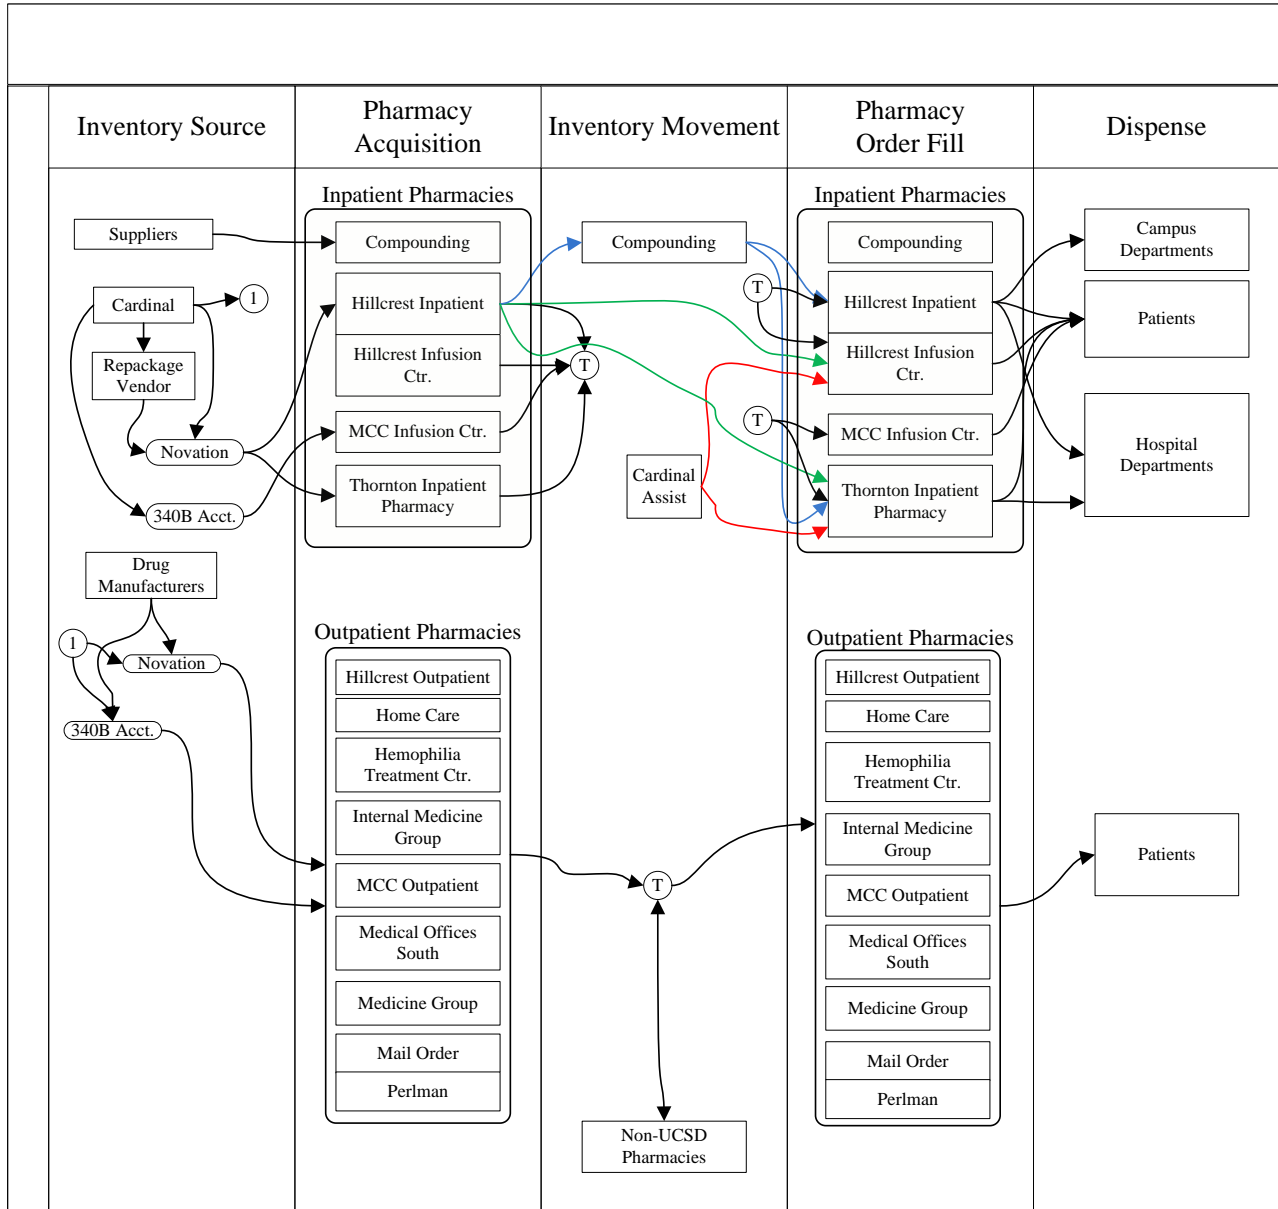 Inventory Source
Pharmacy
Acquisition
Inventory Movement
Pharmacy
Order Fill
Dispense
Inpatient Pharmacies
Inpatient Pharmacies
Suppliers
Compounding
Compounding
Compounding
Campus
Departments
Cardinal
1
Hillcrest Inpatient
T
Hillcrest Inpatient
Patients
Repackage
Vendor
Hillcrest Infusion
Ctr.
T
Hillcrest Infusion
Ctr.
Novation
MCC Infusion Ctr.
T
MCC Infusion Ctr.
Hospital
Departments
340B Acct.
Thornton Inpatient
Pharmacy
Cardinal
Assist
Thornton Inpatient
Pharmacy
Drug
Manufacturers
1
Novation
340B Acct.
Outpatient Pharmacies
Hillcrest Outpatient
Home Care
Hemophilia
Treatment Ctr.
Internal Medicine
Group
MCC Outpatient
Medical Offices
South
Medicine Group
Mail Order
Perlman
T
Non-UCSD
Pharmacies
Outpatient Pharmacies
Hillcrest Outpatient
Home Care
Hemophilia
Treatment Ctr.
Internal Medicine
Group
MCC Outpatient
Medical Offices
South
Medicine Group
Mail Order
Perlman
Patients